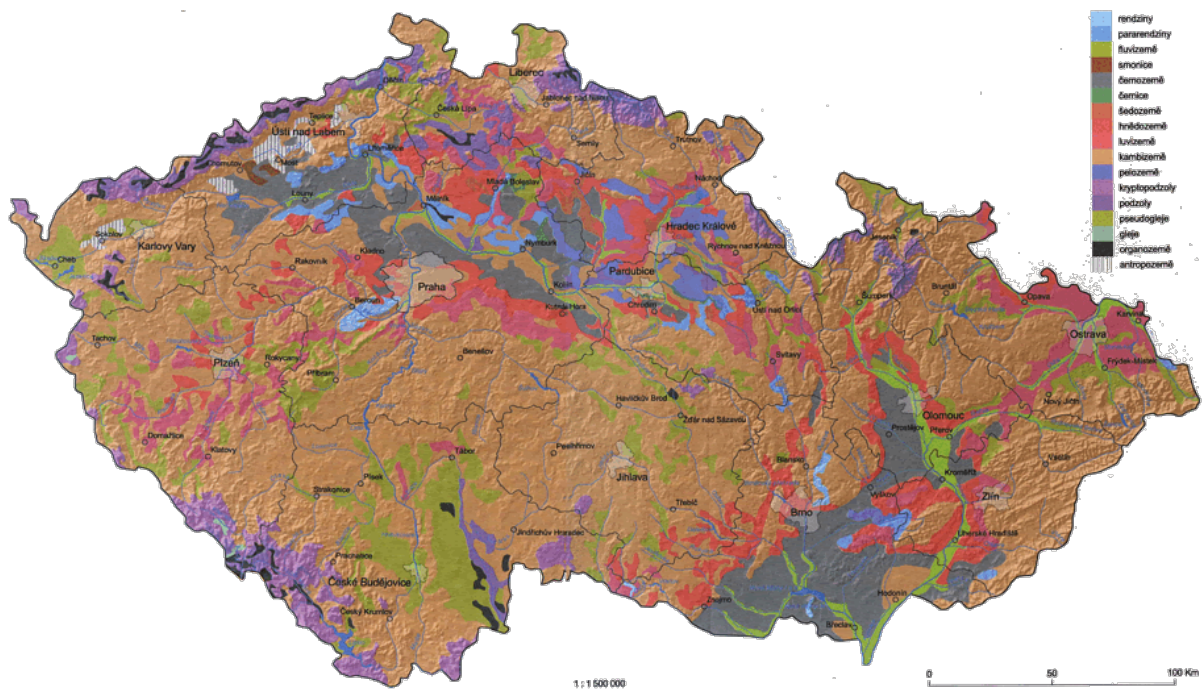 rendziny
pararendziny
fluvizemě
smonice
černozemě
černice
šedozemě
hnědozemě
luvizemě
kambizemě
pelozemě
kryptopodzoly
podzoly
pseudogleje
gleje
organozemě
antropozemě
Liberec
Děčín
Jablonec nad Nisou
Česká Lípa
Teplice
Ústí nad Labem
Semily
Trutnov
Litoměřice
Chomutov
Most
Mladá Boleslav
Jičín
Náchod
Louny
Mělník
Hradec Králové
Sokolov
Karlovy Vary
Cheb
Kladno
Nymburk
Rychnov nad Kněžnou
Jeseník
Rakovník
Praha
Pardubice
Kolín
Bruntál
Opava
Beroun
Kutná Hora
Chrudim
Ústí nad Orlicí
Šumperk
Karviná
Ostrava
Tachov
Plzeň
Rokycany
Benešov
Svitavy
Frýdek-Místek
Příbram
Havlíčkův Brod
Žďár nad Sázavou
Olomouc
Nový Jičín
Prostějov
Přerov
Domažlice
Klatovy
Tábor
Pelhřimov
Jihlava
Blansko
Vsetín
Kroměříž
Strakonice
Písek
Třebíč
Vyškov
Zlín
Brno
Jindřichův Hradec
Uherské Hradiště
Prachatice
České Budějovice
Znojmo
Hodonín
Český Krumlov
Břeclav
1 : 1 500 000
0 50 100 Km